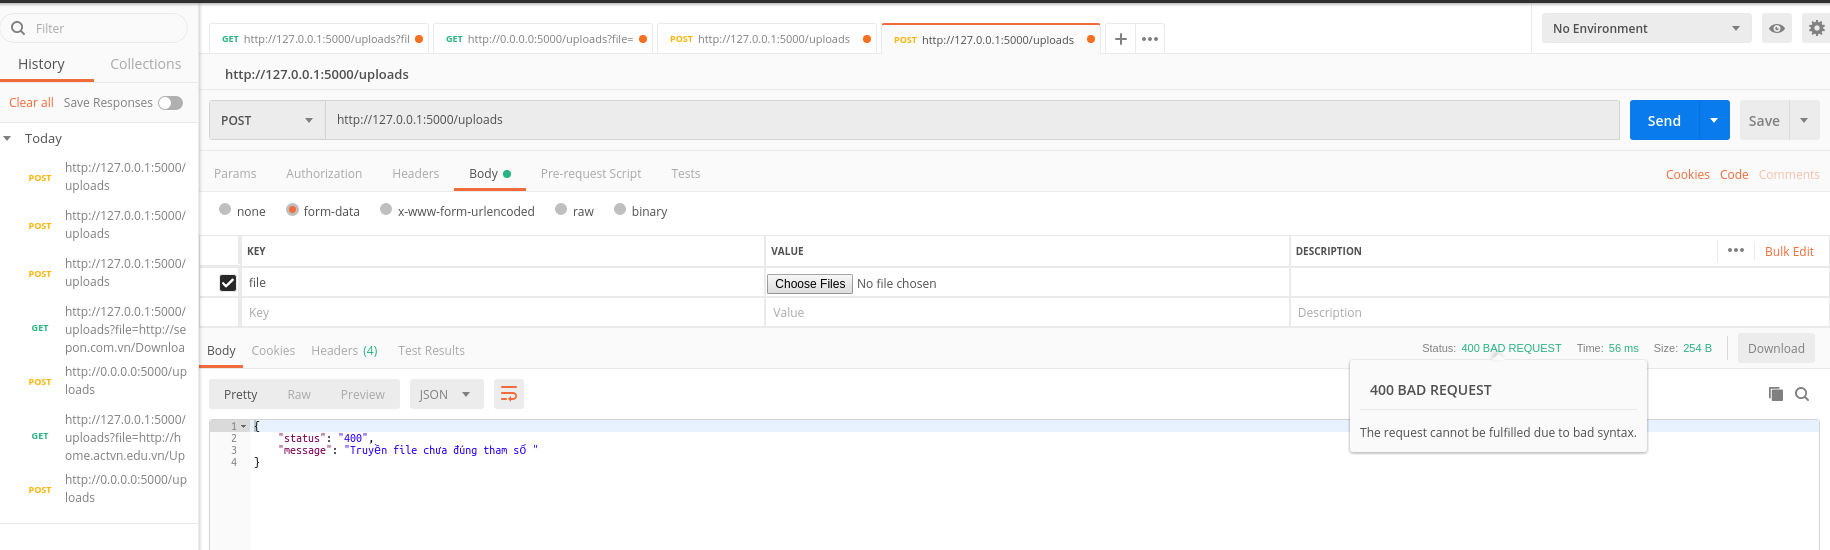 Filter
History
Collections
Clear all
Save Responses
Today
POST
http://127.0.0.1:5000/
uploads
POST
http://127.0.0.1:5000/
uploads
POST
http://127.0.0.1:5000/
uploads
GET
http://127.0.0.1:5000/
uploads?file=http://se
pon.com.vn/Downloa
POST
http://0.0.0.0:5000/up
loads
GET
http://127.0.0.1:5000/
uploads?file=http://h
ome.actvn.edu.vn/Up
POST
http://0.0.0.0:5000/up
loads
GET http://127.0.0.1:5000/uploads?fil
GET http://0.0.0.0:5000/uploads?file=
POST http://127.0.0.1:5000/uploads
POST http://127.0.0.1:5000/uploads
No Environment
http://127.0.0.1:5000/uploads
POST
http://127.0.0.1:5000/uploads
Send
Save
Params
Authorization
Headers
Body
Pre-request Script
Tests
Cookies
Code
Comments
none
form-data
x-www-form-urlencoded
raw
binary
KEY
VALUE
DESCRIPTION
Bulk Edit
file
Choose Files No file chosen
Key
Value
Description
Body
Cookies
Headers (4)
Test Results
Status: 400 BAD REQUEST
Time: 56 ms
Size: 254 B
Download
Pretty
Raw
Preview
JSON
400 BAD REQUEST
The request cannot be fulfilled due to bad syntax.
1 {
2 "status": "400",
3 "message": "Truyền file chưa đúng tham số "
4 }